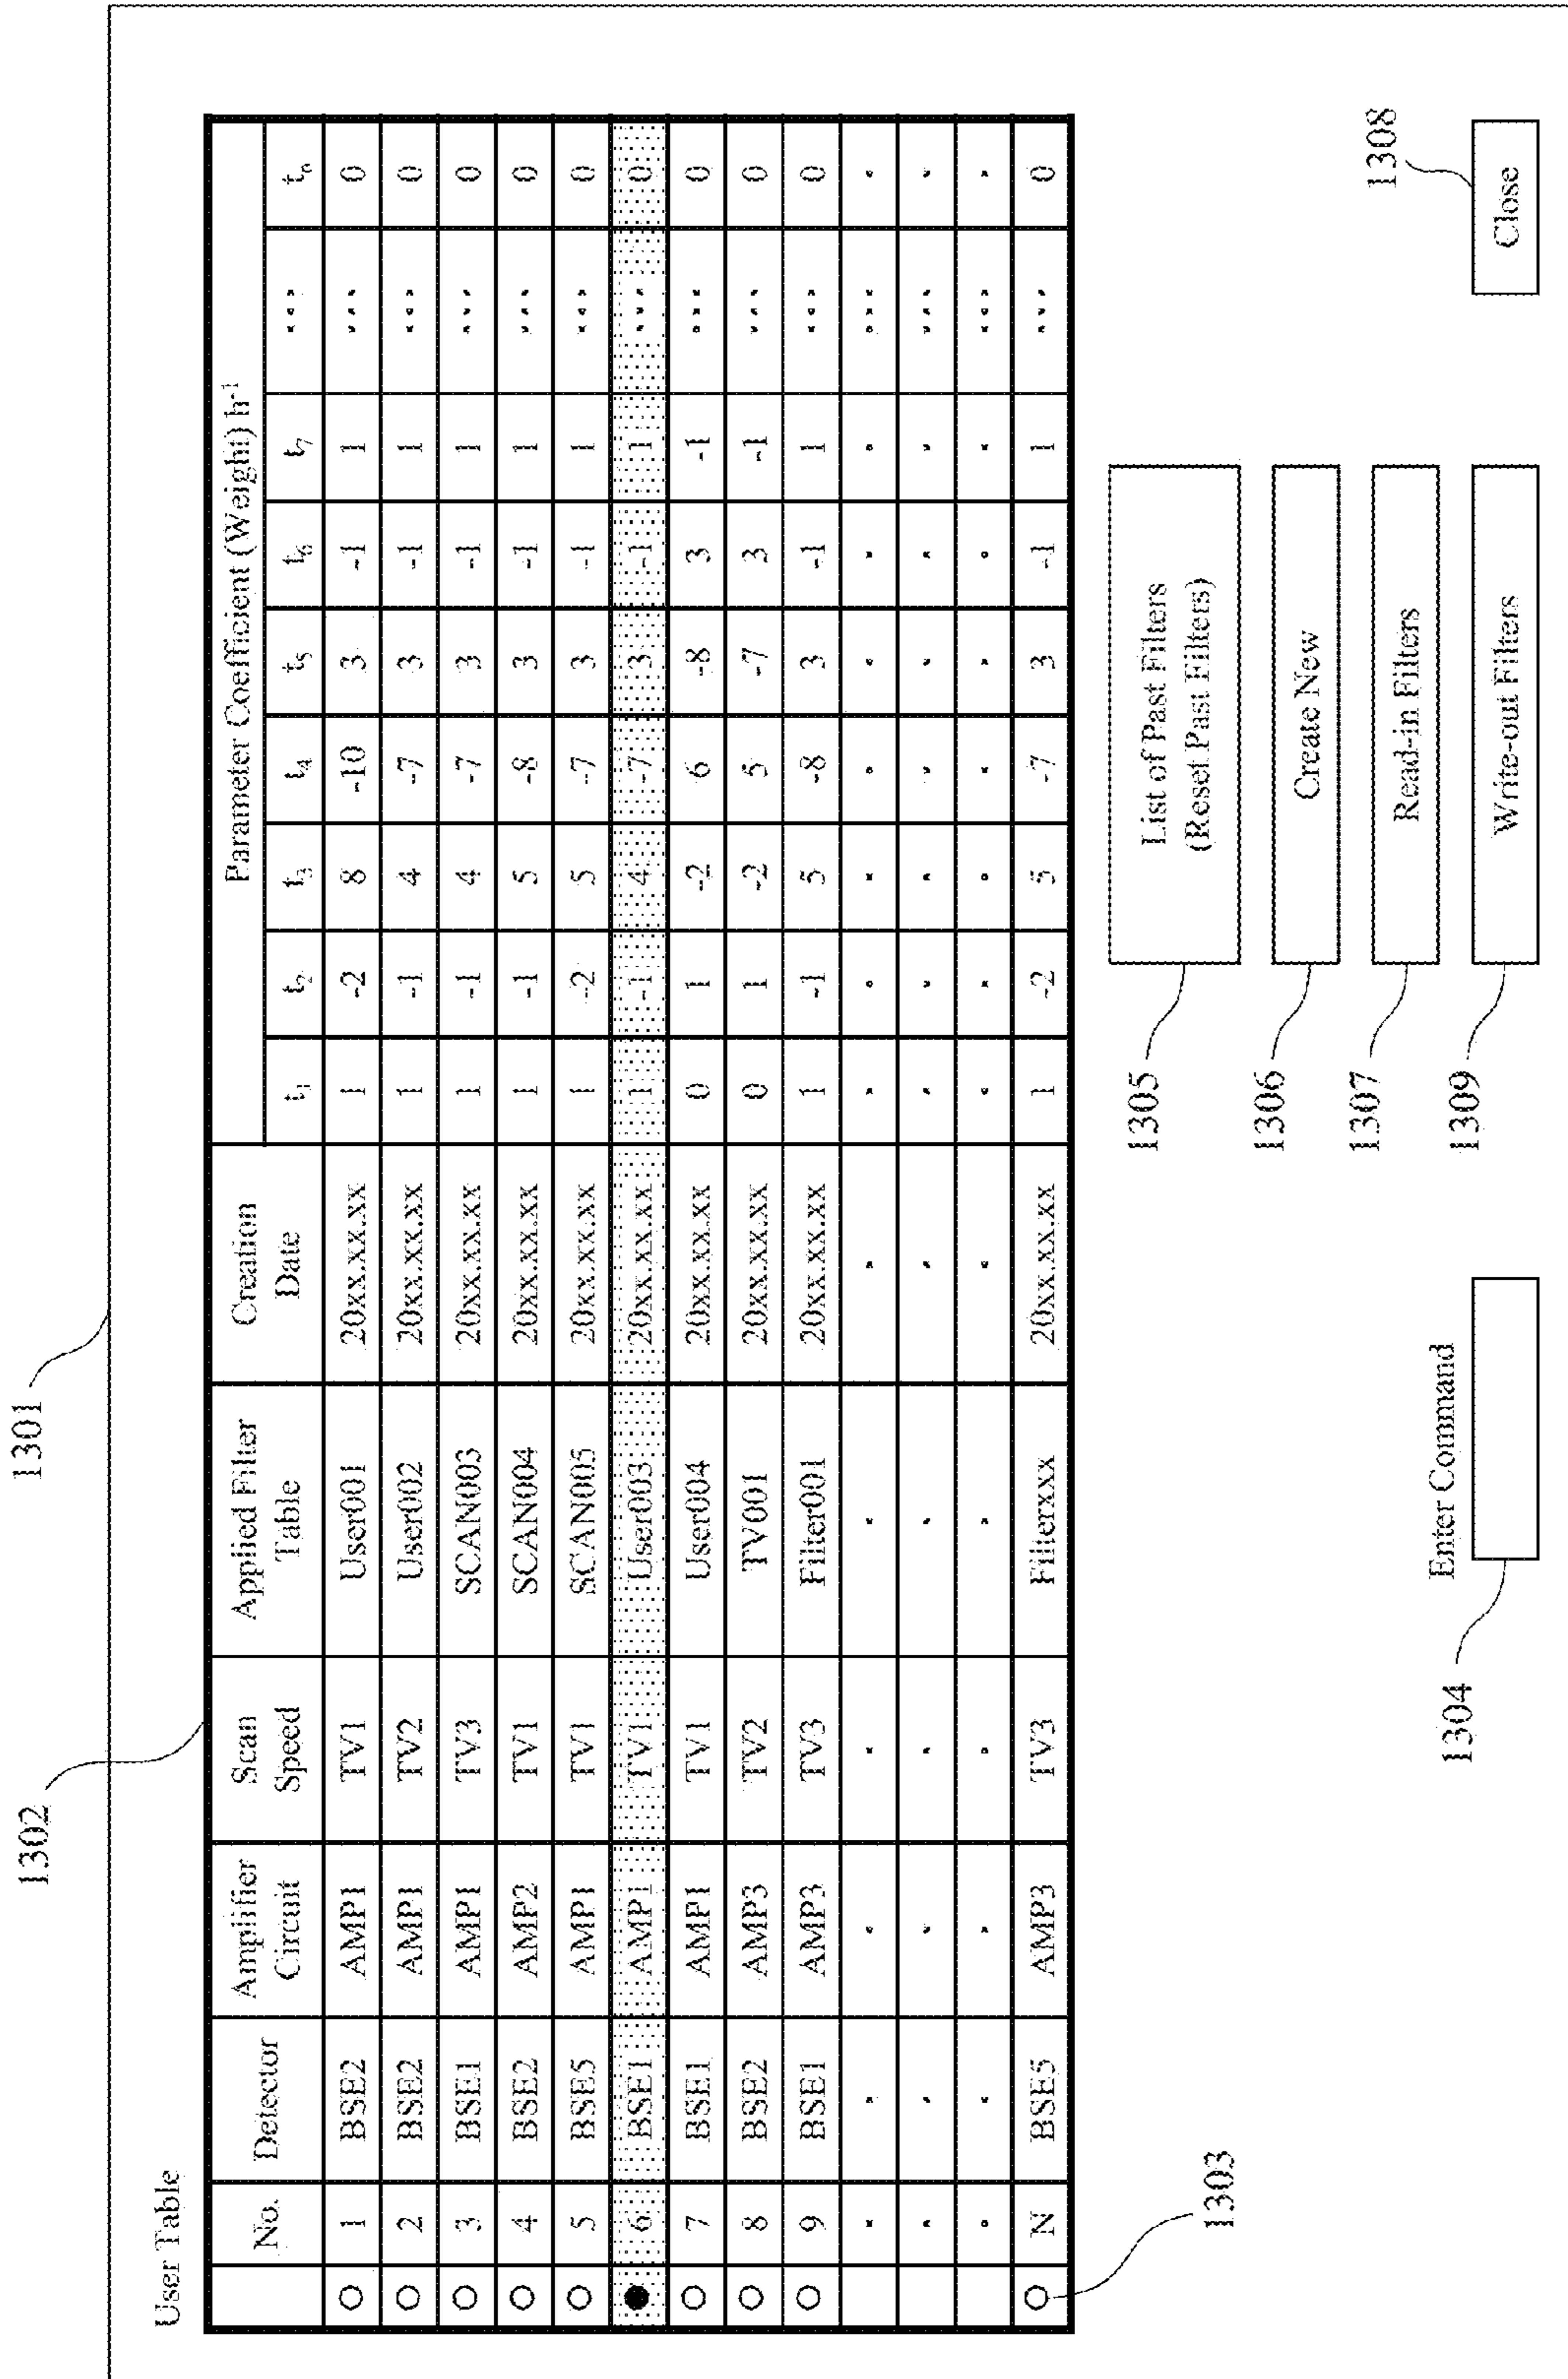 1301
1302
User Table
No. Detector Amplifier Circuit Scan Speed Applied Filter Table Creation Date Parameter Coefficient (Weight) h-1
t1 t2 t3 t4 t5 t6 t7 ... tn
1 BSE2 AMP1 TV1 User001 20xx.xx.xx 1 -2 8 -10 3 -1 1 ... 0
2 BSE2 AMP1 TV2 User002 20xx.xx.xx 1 -1 4 -7 3 -1 1 ... 0
3 BSE1 AMP1 TV3 SCAN003 20xx.xx.xx 1 -1 4 -7 3 -1 1 ... 0
4 BSE2 AMP2 TV1 SCAN004 20xx.xx.xx 1 -1 5 -8 3 -1 1 ... 0
5 BSE5 AMP1 TV1 SCAN005 20xx.xx.xx 1 -2 5 -7 3 -1 1 ... 0
6 BSE1 AMP1 TV1 User003 20xx.xx.xx 1 -1 4 -7 3 -1 1 ... 0
7 BSE1 AMP1 TV1 User004 20xx.xx.xx 0 1 -2 6 -8 3 -1 ... 0
8 BSE2 AMP3 TV2 TV001 20xx.xx.xx 0 1 -2 5 -7 3 -1 ... 0
9 BSE1 AMP3 TV3 Filter001 20xx.xx.xx 1 -1 5 -8 3 -1 1 ... 0
. . . . . . . . . . . . . ... .
. . . . . . . . . . . . . ... .
. . . . . . . . . . . . . ... .
N BSE5 AMP3 TV3 Filterxxx 20xx.xx.xx 1 -2 5 -7 3 -1 1 ... 0
1303
1305
List of Past Filters
(Reset Past Filters)
1306
Create New
1307
Read-in Filters
1309
Write-out Filters
Enter Command
1304
1308
Close